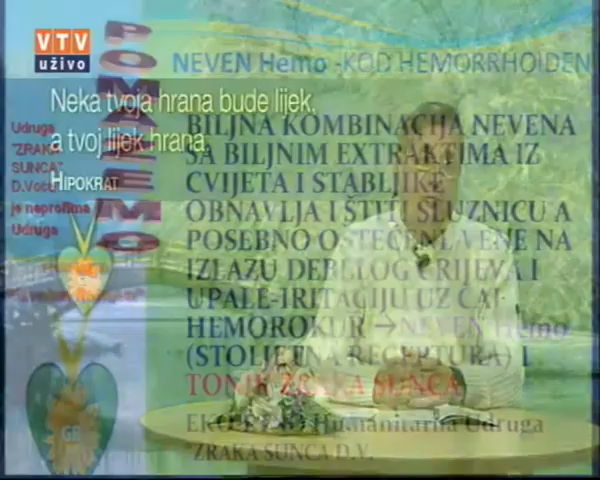 VTV
uživo
POMAŽEMO
NEVEN Hemo -KOD HEMORRHOIDEN
Neka tvoja hrana bude lijek,
a tvoj lijek hrana.
HIPOKRAT
Udruga
"ZRAKA
SUNCA"
je neprofitna
Udruga
BILJNA KOMBINACIJA NEVENA
SA BILJNIM EXTRAKTIMA IZ
CVIJETA I STABLJIKE
OBNAVLJA I ŠTITI SLUZNICU A
POSEBNO OŠTEĆENE VENE NA
IZLAZU DEBELOG CRIJEVA I
UPALE-IRITACIJU UZ ČAJ
HEMOROKUR → NEVEN Hemo
(STOLJETNA RECEPTURA) I
ZRAKA SUNCA
Humanitarna Udruga
"ZRAKA SUNCA D.V.
GR